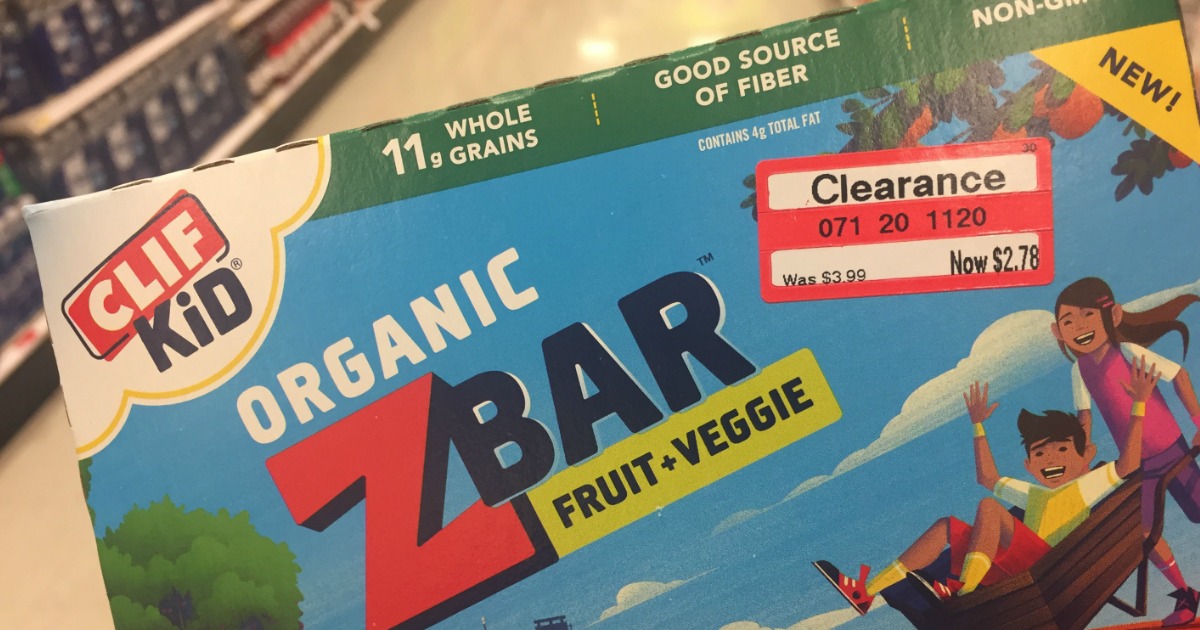 NON-GM
NEW!
GOOD SOURCE
OF FIBER
11g WHOLE
GRAINS
CONTAINS 4g TOTAL FAT
30
Clearance
071 20 1120
Was $3.99 Now $2.78
CLIF
KiD®
ORGANIC
ZBAR™
FRUIT+VEGGIE